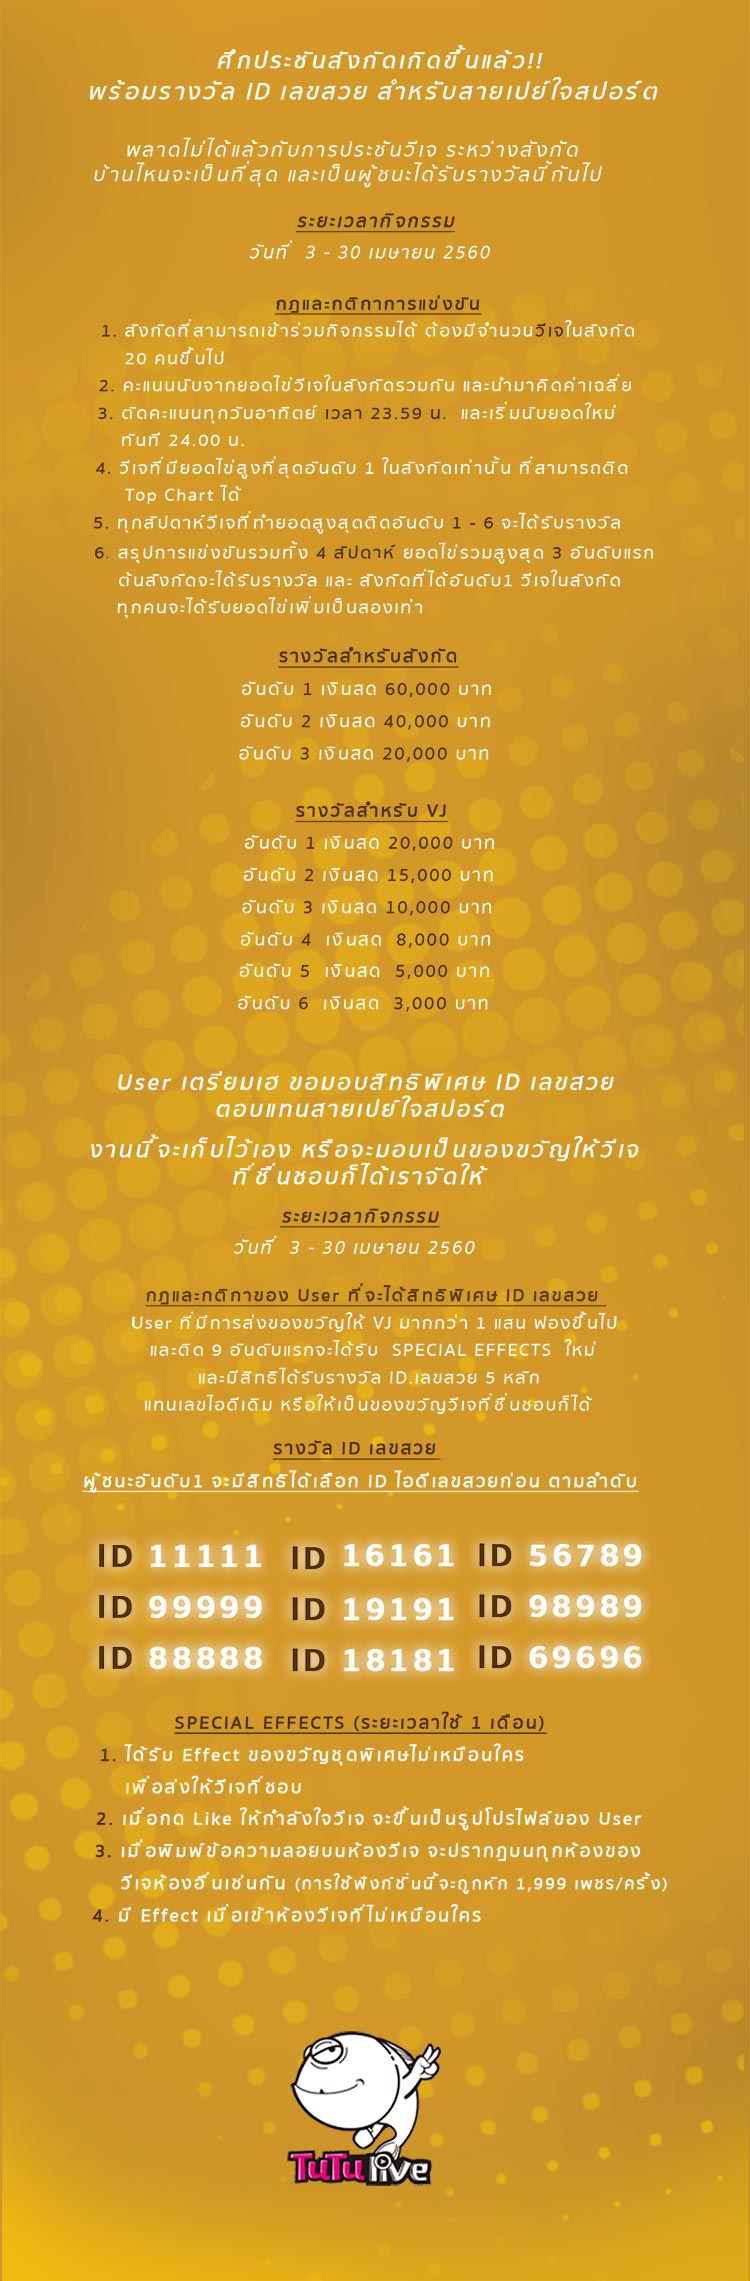 ศึกประชันสังกัดเกิดขึ้นแล้ว!!
พร้อมรางวัล ID เลขสวย สำหรับสายเปย์ใจสปอร์ต
พลาดไม่ได้แล้วกับการประชันวีเจ ระหว่างสังกัด
บ้านไหนจะเป็นที่สุด และเป็นผู้ชนะได้รับรางวัลนี้กันไป
ระยะเวลากิจกรรม
วันที่ 3 - 30 เมษายน 2560
กฎและกติกาการแข่งขัน
1. สังกัดที่สามารถเข้าร่วมกิจกรรมได้ ต้องมีจำนวนวีเจในสังกัด
20 คนขึ้นไป
2. คะแนนนับจากยอดไข่วีเจในสังกัดรวมกัน และนำมาคิดค่าเฉลี่ย
3. ตัดคะแนนทุกวันอาทิตย์ เวลา 23.59 น. และเริ่มนับยอดใหม่
ทันที 24.00 น.
4. วีเจที่มียอดไข่สูงที่สุดอันดับ 1 ในสังกัดเท่านั้น ที่สามารถติด
Top Chart ได้
5. ทุกสัปดาห์วีเจที่ทำยอดสูงสุดติดอันดับ 1 - 6 จะได้รับรางวัล
6. สรุปการแข่งขันรวมทั้ง 4 สัปดาห์ ยอดไข่รวมสูงสุด 3 อันดับแรก
ต้นสังกัดจะได้รับรางวัล และ สังกัดที่ได้อันดับ1 วีเจในสังกัด
ทุกคนจะได้รับยอดไข่เพิ่มเป็นสองเท่า
รางวัลสำหรับสังกัด
อันดับ 1 เงินสด 60,000 บาท
อันดับ 2 เงินสด 40,000 บาท
อันดับ 3 เงินสด 20,000 บาท
รางวัลสำหรับ VJ
อันดับ 1 เงินสด 20,000 บาท
อันดับ 2 เงินสด 15,000 บาท
อันดับ 3 เงินสด 10,000 บาท
อันดับ 4 เงินสด 8,000 บาท
อันดับ 5 เงินสด 5,000 บาท
อันดับ 6 เงินสด 3,000 บาท
User เตรียมเฮ ขอมอบสิทธิพิเศษ ID เลขสวย
ตอบแทนสายเปย์ใจสปอร์ต
งานนี้จะเก็บไว้เอง หรือจะมอบเป็นของขวัญให้วีเจ
ที่ชื่นชอบก็ได้เราจัดให้
ระยะเวลากิจกรรม
วันที่ 3 - 30 เมษายน 2560
กฎและกติกาของ User ที่จะได้สิทธิพิเศษ ID เลขสวย
User ที่มีการส่งของขวัญให้ VJ มากกว่า 1 แสน ฟองขึ้นไป
และติด 9 อันดับแรกจะได้รับ SPECIAL EFFECTS ใหม่
และมีสิทธิได้รับรางวัล ID.เลขสวย 5 หลัก
แทนเลขไอดีเดิม หรือให้เป็นของขวัญวีเจที่ชื่นชอบก็ได้
รางวัล ID เลขสวย
ผู้ชนะอันดับ1 จะมีสิทธิ์ได้เลือก ID ไอดีเลขสวยก่อน ตามลำดับ
ID 11111 ID 16161 ID 56789
ID 99999 ID 19191 ID 98989
ID 88888 ID 18181 ID 69696
SPECIAL EFFECTS (ระยะเวลาใช้ 1 เดือน)
1. ได้รับ Effect ของขวัญชุดพิเศษไม่เหมือนใคร
เพื่อส่งให้วีเจที่ชอบ
2. เมื่อกด Like ให้กำลังใจวีเจ จะขึ้นเป็นรูปโปรไฟล์ของ User
3. เมื่อพิมพ์ข้อความลอยบนห้องวีเจ จะปรากฏบนทุกห้องของ
วีเจห้องอื่นเช่นกัน (การใช้ฟังก์ชั่นนี้จะถูกหัก 1,999 เพชร/ครั้ง)
4. มี Effect เมื่อเข้าห้องวีเจที่ไม่เหมือนใคร
TuTu live